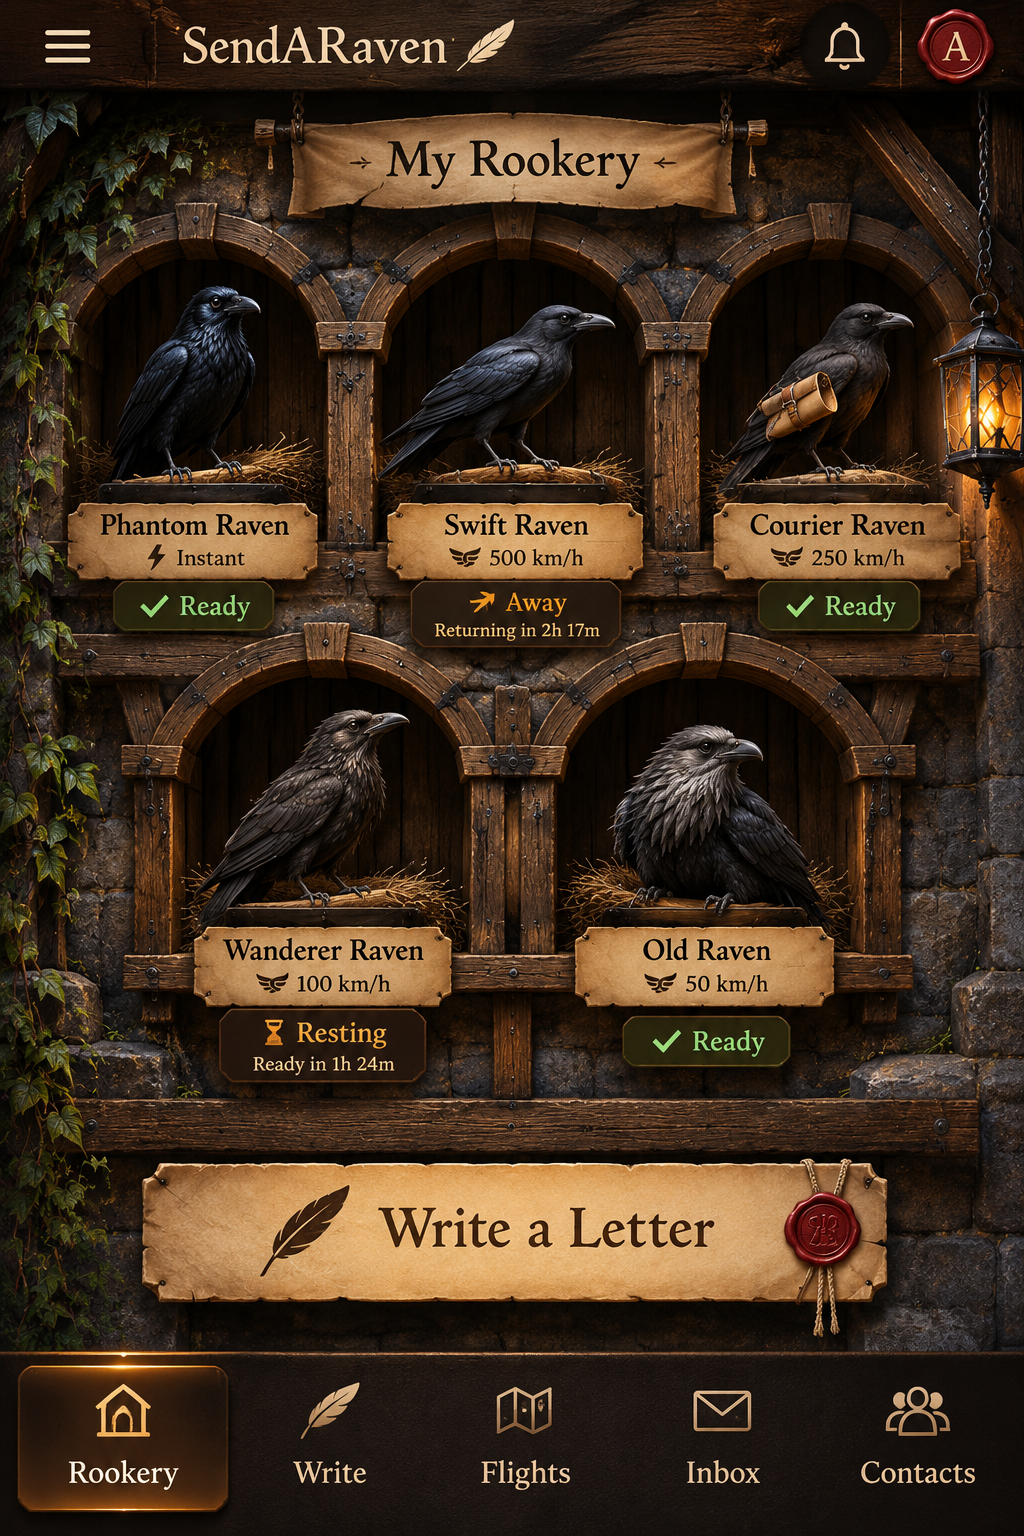 SendARaven
A
My Rookery
Phantom Raven
Instant
Ready
Swift Raven
500 km/h
Away
Returning in 2h 17m
Courier Raven
250 km/h
Ready
Wanderer Raven
100 km/h
Resting
Ready in 1h 24m
Old Raven
50 km/h
Ready
Write a Letter
Rookery
Write
Flights
Inbox
Contacts